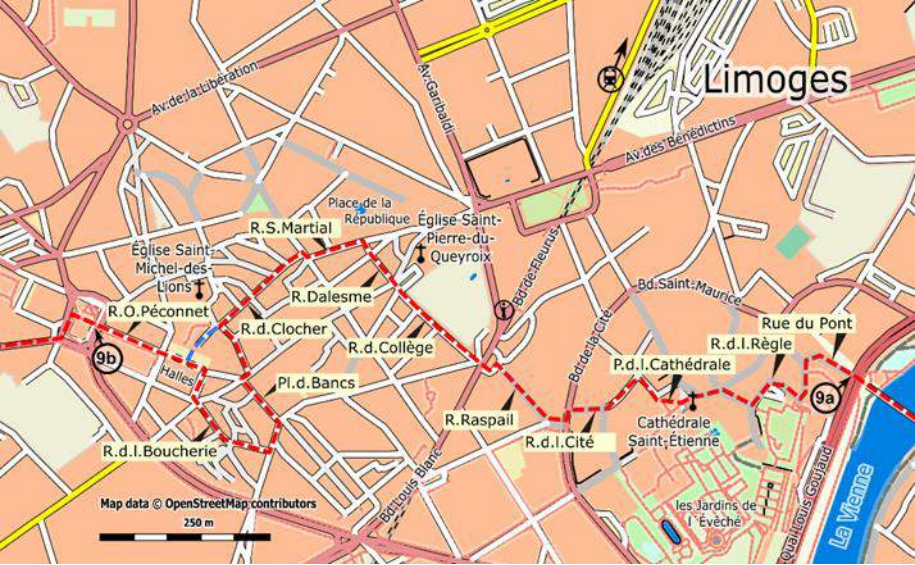 Limoges
Av.de la Libération
Av.Garibaldi
Av.des Bénédictins
Place de la
République
Église Saint-
Pierre-du-
Queyroix
R.S.Martial
Église Saint-
Michel-des-
Lions
R.Dalesme
Bd.de Fleurus
Bd.Saint-Maurice
R.O.Péconnet
R.d.Clocher
Bd.de la Cité
Rue du Pont
R.d.l.Règle
R.d.Collège
P.d.l.Cathédrale
9b
Halles
Pl.d.Bancs
9a
R.Raspail
R.d.l.Cité
Cathédrale
Saint-Étienne
R.d.l.Boucherie
Bd.Louis Blanc
Map data © OpenStreetMap contributors
250 m
les Jardins de
l´Évêché
Quai Louis Goujaud
La Vienne